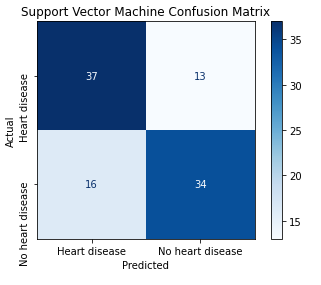 Support Vector Machine Confusion Matrix
Actual
Heart disease
No heart disease
37
13
16
34
Heart disease
No heart disease
Predicted
35
30
25
20
15